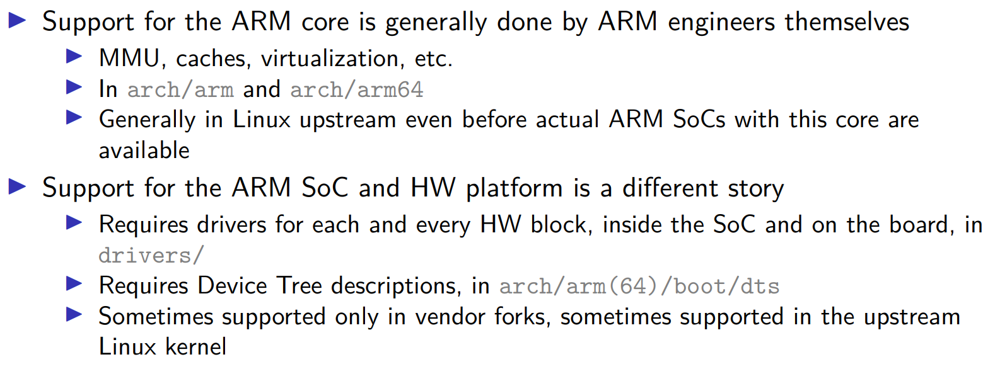 Support for the ARM core is generally done by ARM engineers themselves
MMU, caches, virtualization, etc.
In arch/arm and arch/arm64
Generally in Linux upstream even before actual ARM SoCs with this core are
available
Support for the ARM SoC and HW platform is a different story
Requires drivers for each and every HW block, inside the SoC and on the board, in
drivers/
Requires Device Tree descriptions, in arch/arm(64)/boot/dts
Sometimes supported only in vendor forks, sometimes supported in the upstream
Linux kernel